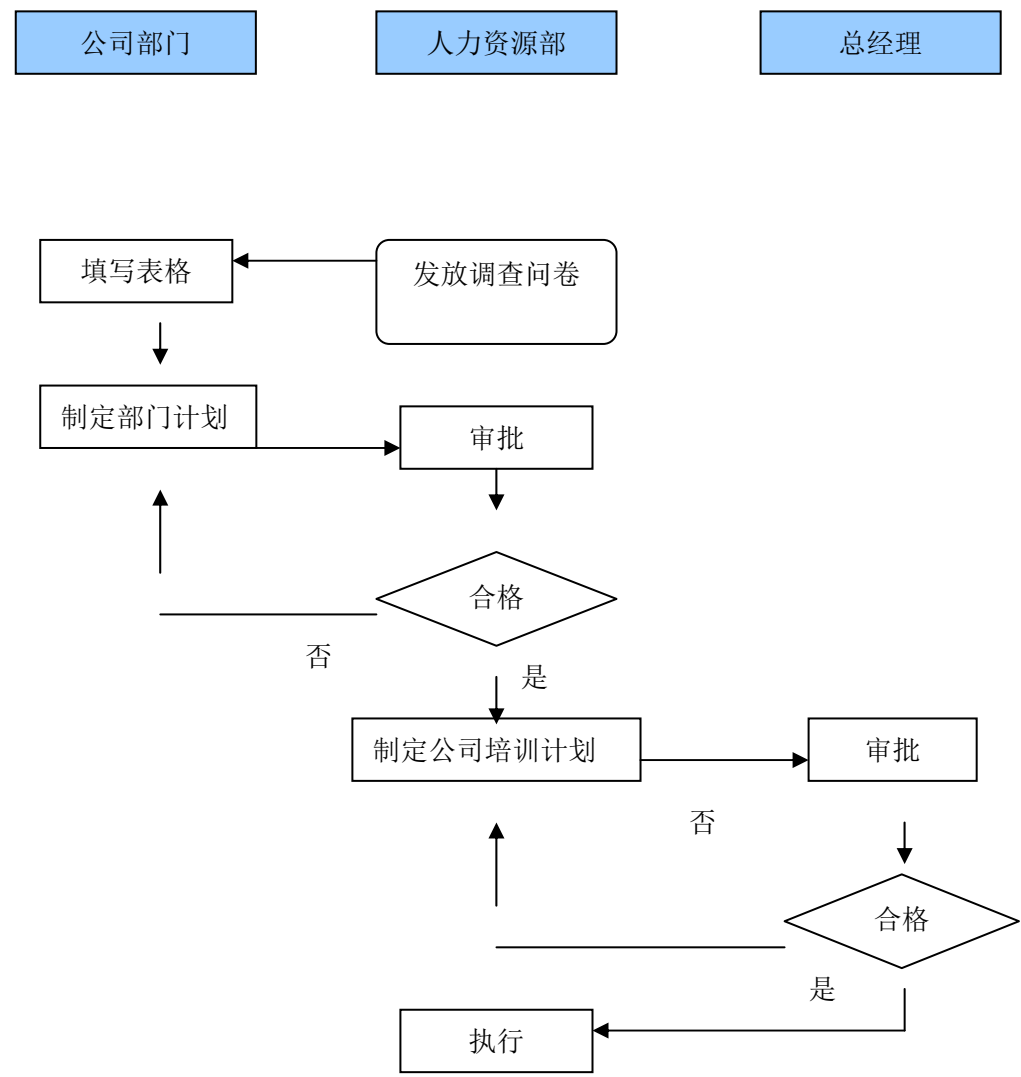 公司部门
人力资源部
总经理
填写表格
发放调查问卷
制定部门计划
审批
合格
否
是
制定公司培训计划
审批
否
合格
是
执行